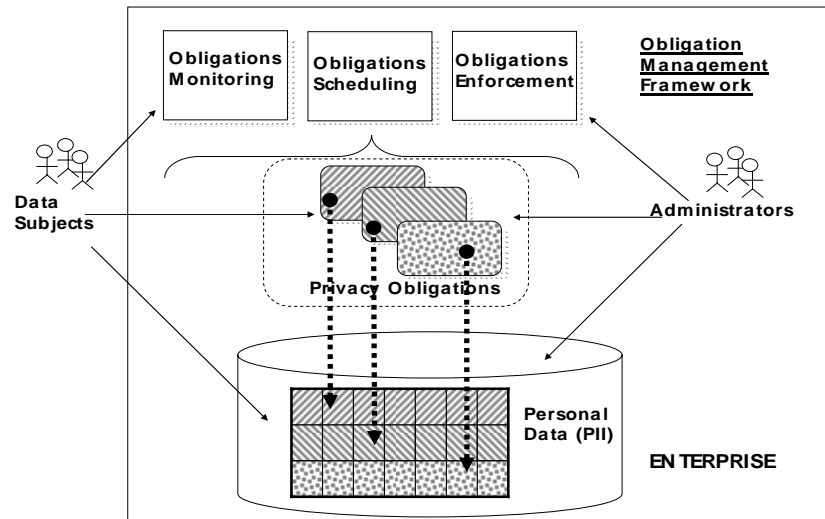 Obligations
Monitoring
Obligations
Scheduling
Obligations
Enforcement
Obligation
Management
Framework
Data
Subjects
Administrators
Privacy Obligations
Personal
Data (PII)
ENTERPRISE